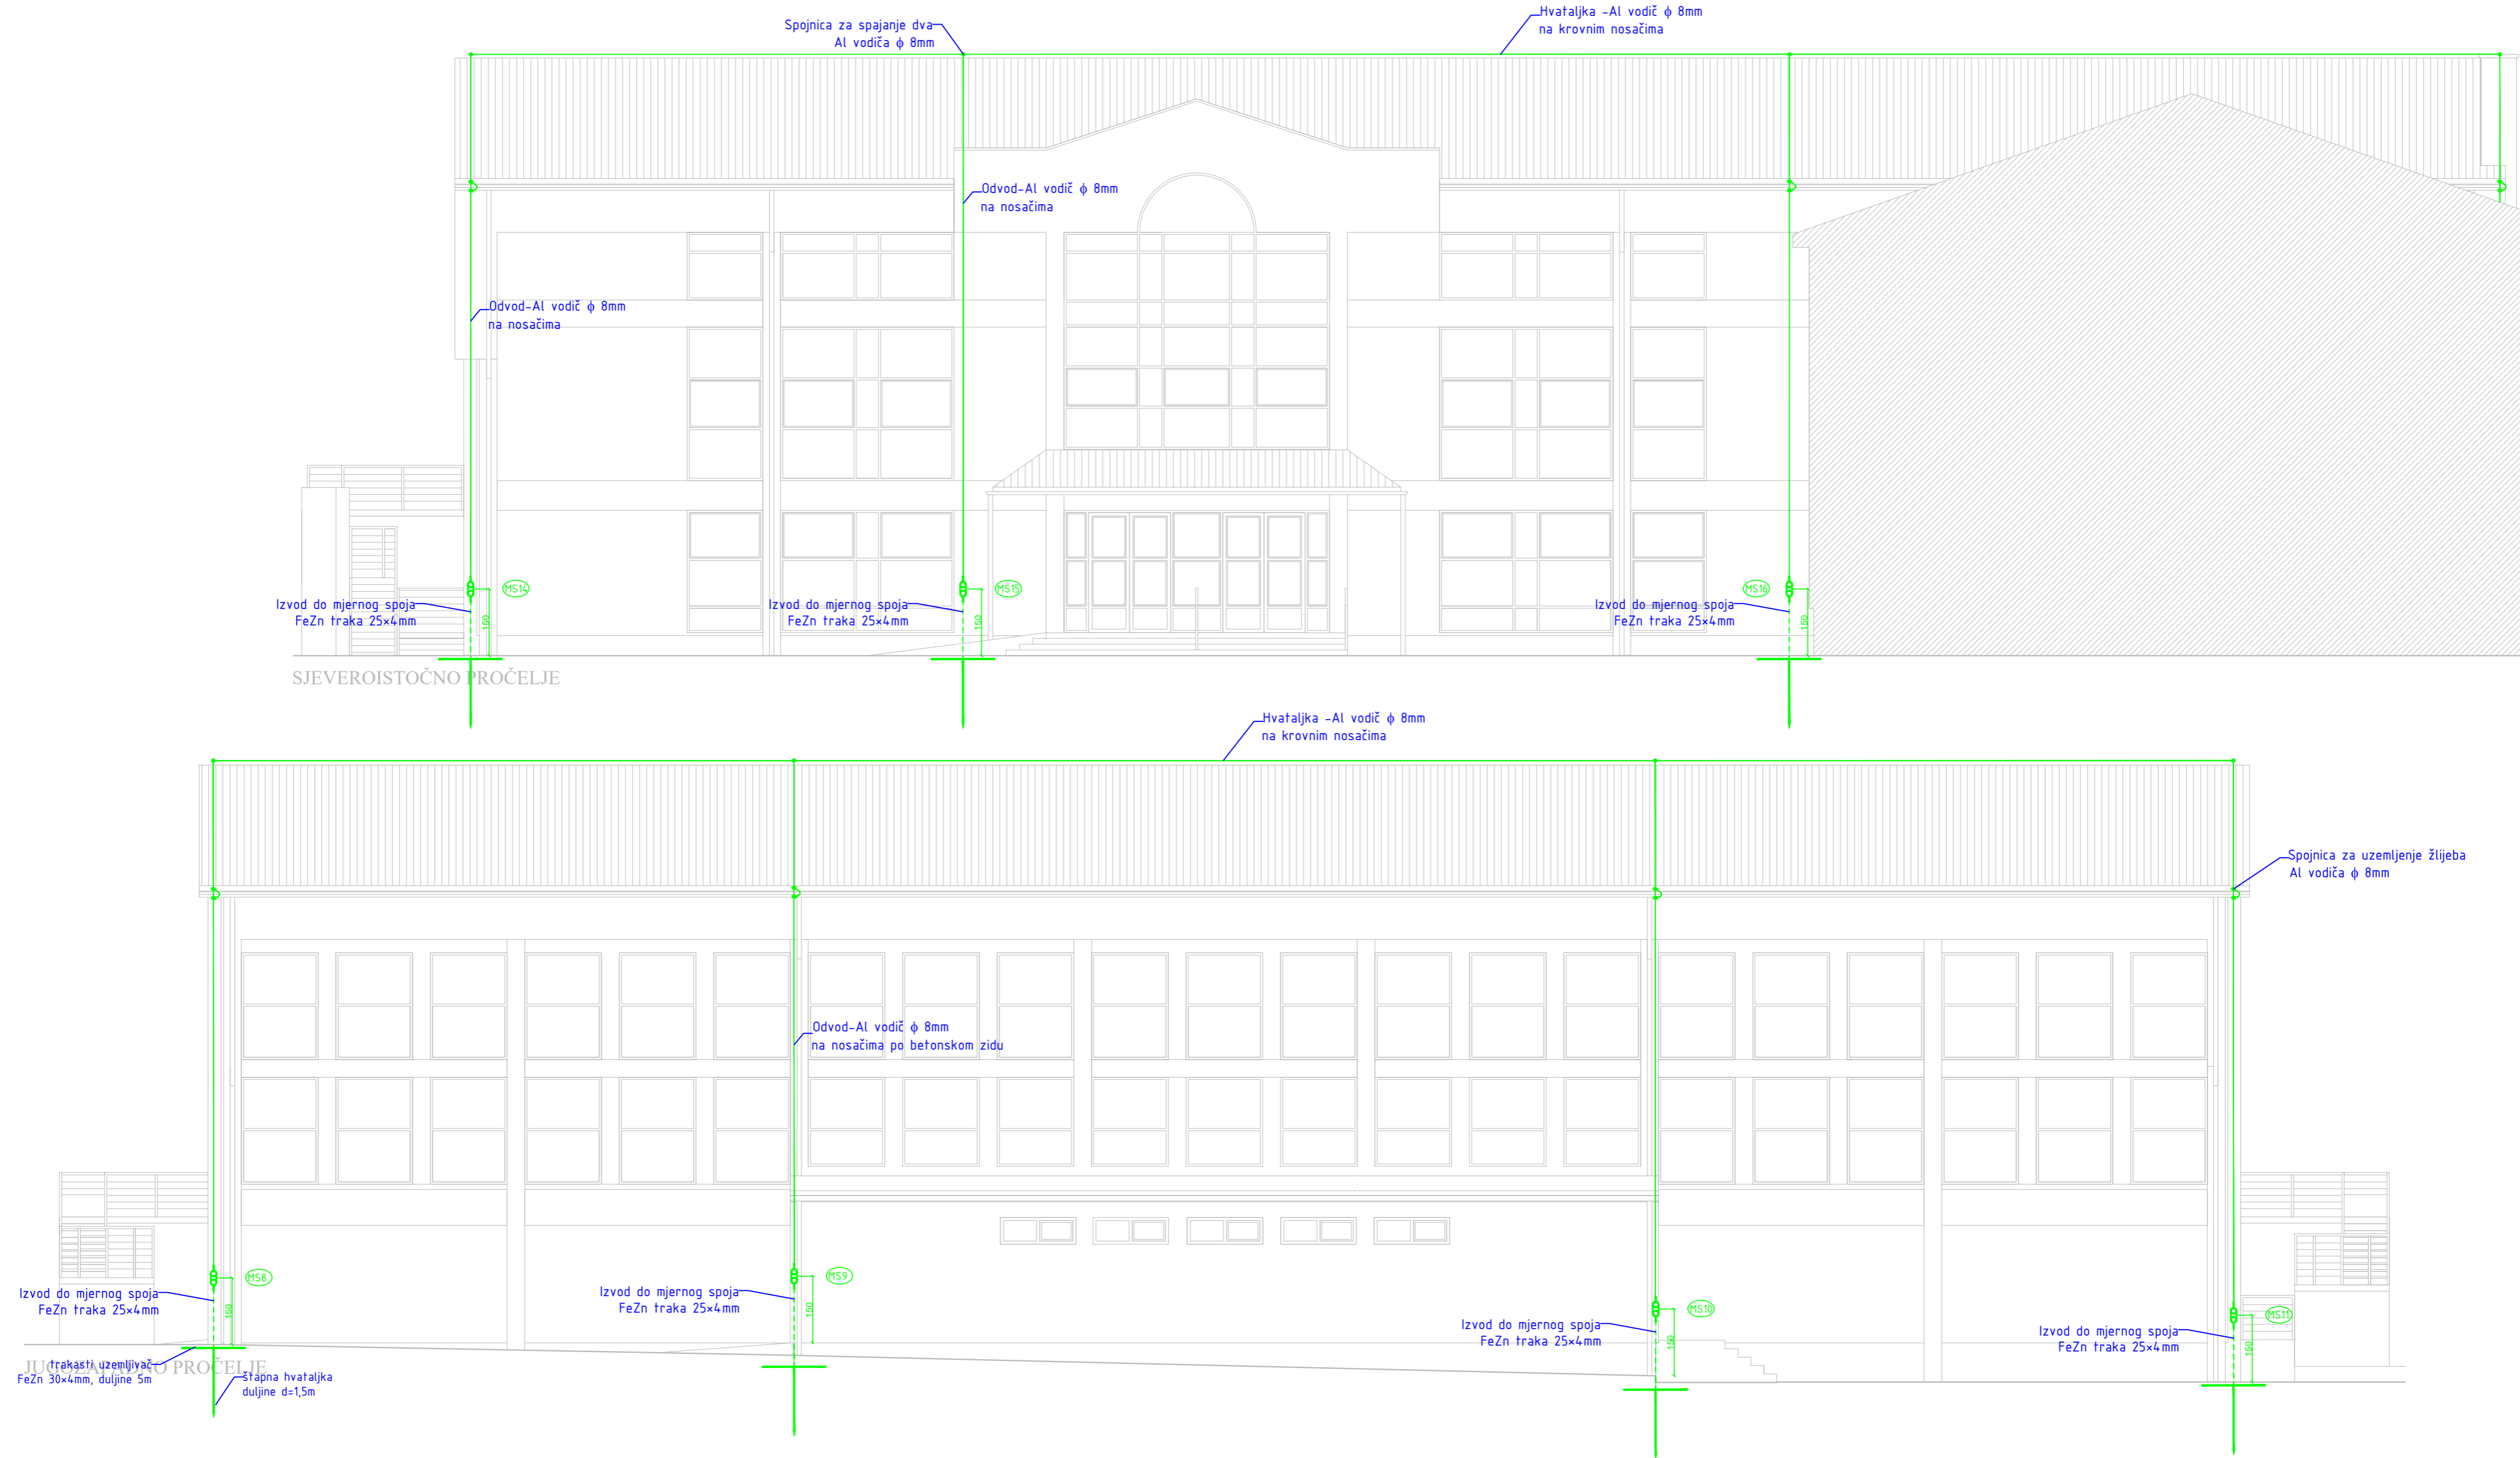 Hvataljka -Al vodič ϕ 8mm
na krovnim nosačima
Spojnica za spajanje dva
Al vodiča ϕ 8mm
Odvod-Al vodič ϕ 8mm
na nosačima
Odvod-Al vodič ϕ 8mm
na nosačima
MS14
MS15
MS16
Izvod do mjernog spoja
FeZn traka 25×4mm
150
Izvod do mjernog spoja
FeZn traka 25×4mm
150
Izvod do mjernog spoja
FeZn traka 25×4mm
150
SJEVEROISTOČNO PROČELJE
Hvataljka -Al vodič ϕ 8mm
na krovnim nosačima
Spojnica za uzemljenje žlijeba
Al vodiča ϕ 8mm
Odvod-Al vodič ϕ 8mm
na nosačima po betonskom zidu
MS8
MS9
MS10
MS11
Izvod do mjernog spoja
FeZn traka 25×4mm
150
Izvod do mjernog spoja
FeZn traka 25×4mm
150
Izvod do mjernog spoja
FeZn traka 25×4mm
150
Izvod do mjernog spoja
FeZn traka 25×4mm
150
JUGOZAPADNO PROČELJE
trakasti uzemljivač
FeZn 30×4mm, duljine 5m
štapna hvataljka
duljine d=1,5m